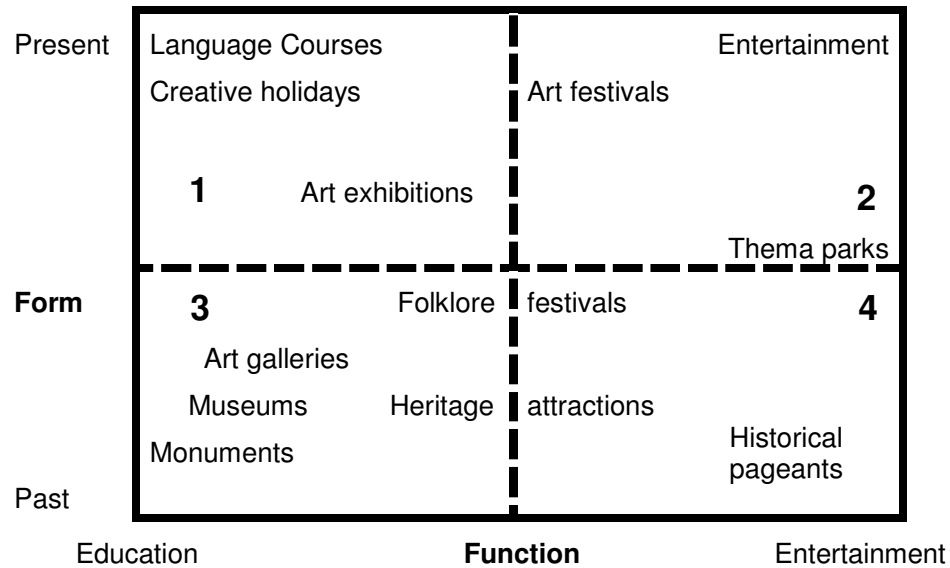 Present Language Courses Entertainment
Creative holidays Art festivals
1 Art exhibitions 2
Thema parks
Form 3 Folklore festivals 4
Art galleries
Museums Heritage attractions
Monuments Historical
pageants
Past
Education Function Entertainment